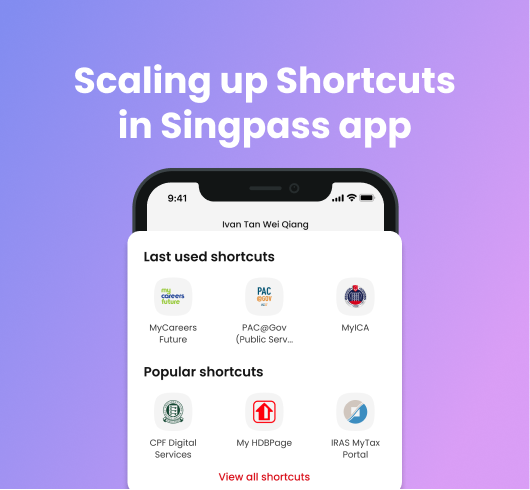 Scaling up Shortcuts
in Singpass app
9:41
Ivan Tan Wei Qiang
Last used shortcuts
my
careers
future
PAC
@GOV
MyCareers
Future
PAC@Gov
(Public Serv...
MyICA
Popular shortcuts
CPF Digital
Services
My HDBPage
IRAS MyTax
Portal
View all shortcuts